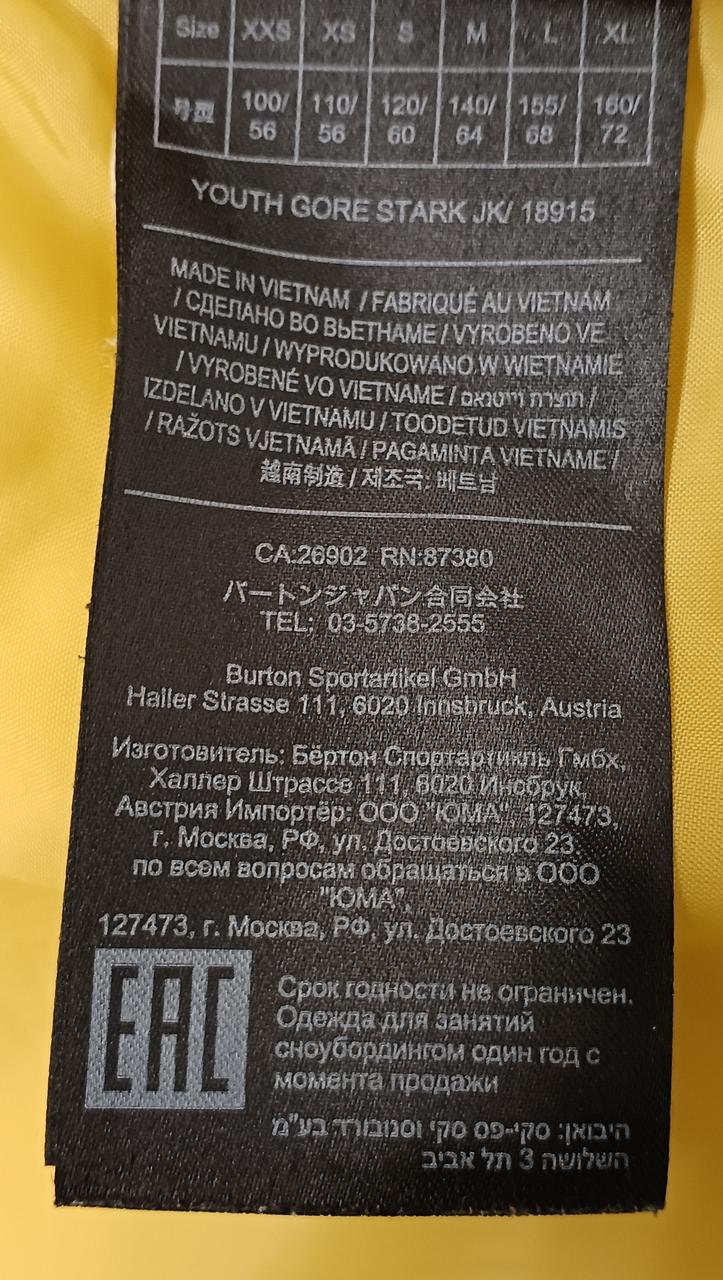 Size XXS XS S M L XL
号型 100/56 110/56 120/60 140/64 155/68 160/72
YOUTH GORE STARK JK/ 18915
MADE IN VIETNAM / FABRIQUÉ AU VIETNAM
/ СДЕЛАНО ВО ВЬЕТНАМЕ / VYROBENO VE
VIETNAMU / WYPRODUKOWANO W WIETNAMIE
/ VYROBENÉ VO VIETNAME / תוצרת וייטנאם /
IZDELANO V VIETNAMU / TOODETUD VIETNAMIS
/ RAŽOTS VJETNAMĀ / PAGAMINTA VIETNAME /
越南制造 / 제조국: 베트남
CA:26902 RN:87380
バートンジャパン合同会社
TEL: 03-5738-2555
Burton Sportartikel GmbH
Haller Strasse 111, 6020 Innsbruck, Austria
Изготовитель: Бёртон Спортартикль Гмбх,
Халлер Штрассе 111, 6020 Инсбрук,
Австрия Импортёр: ООО "ЮМА", 127473,
г. Москва, РФ, ул. Достоевского 23.
по всем вопросам обращаться в ООО
"ЮМА",
127473, г. Москва, РФ, ул. Достоевского 23
EAC
Срок годности не ограничен.
Одежда для занятий
сноубордингом один год с
момента продажи
היבואן: סקי-פס סקי וסנובורד בע"מ
השלושה 3 תל אביב